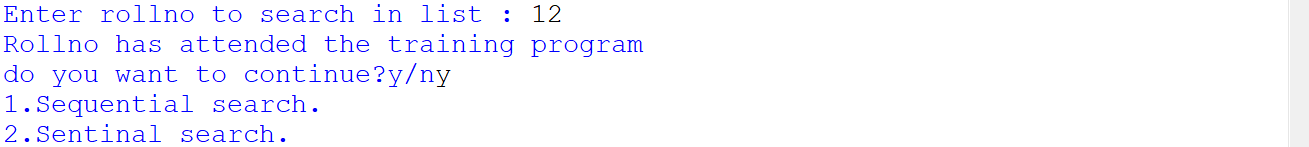 Enter rollno to search in list : 12
Rollno has attended the training program
do you want to continue?y/ny
1.Sequential search.
2.Sentinal search.